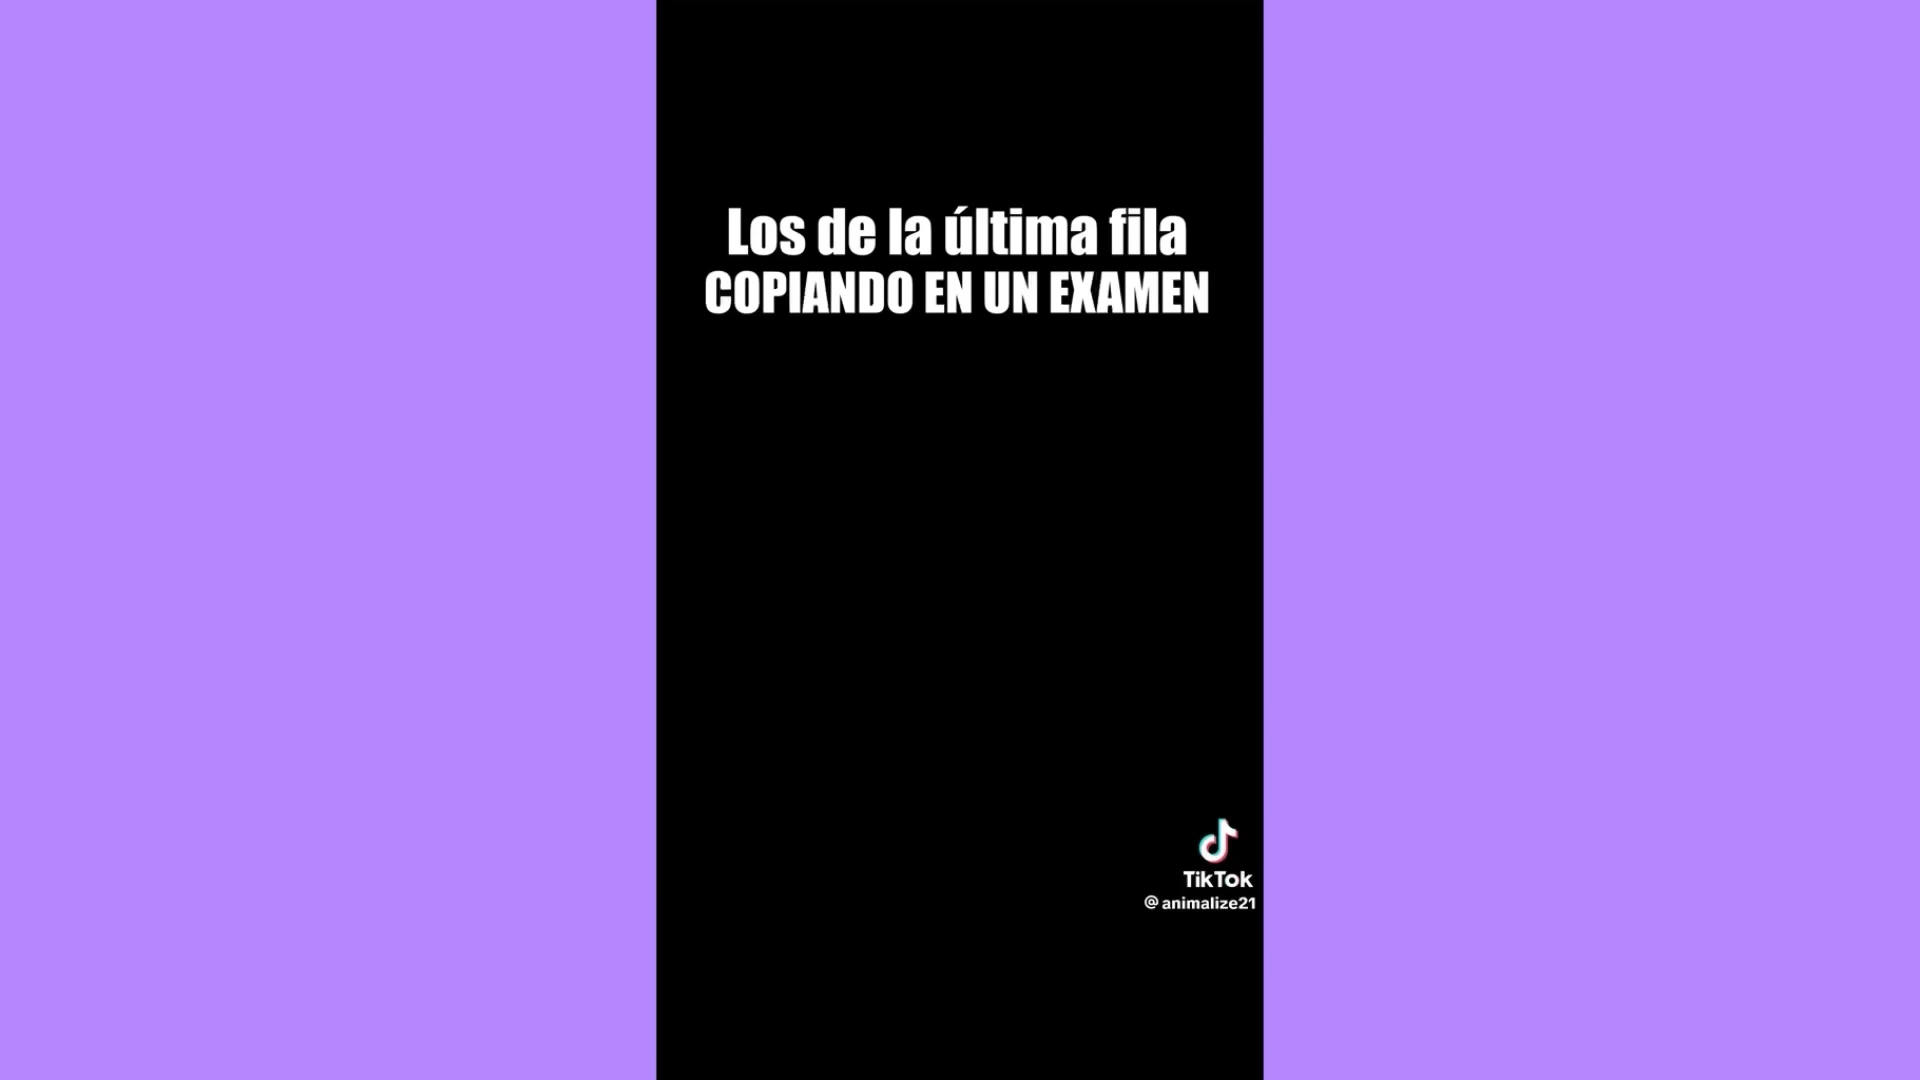 Los de la última fila
COPIANDO EN UN EXAMEN
TikTok
@animalize21